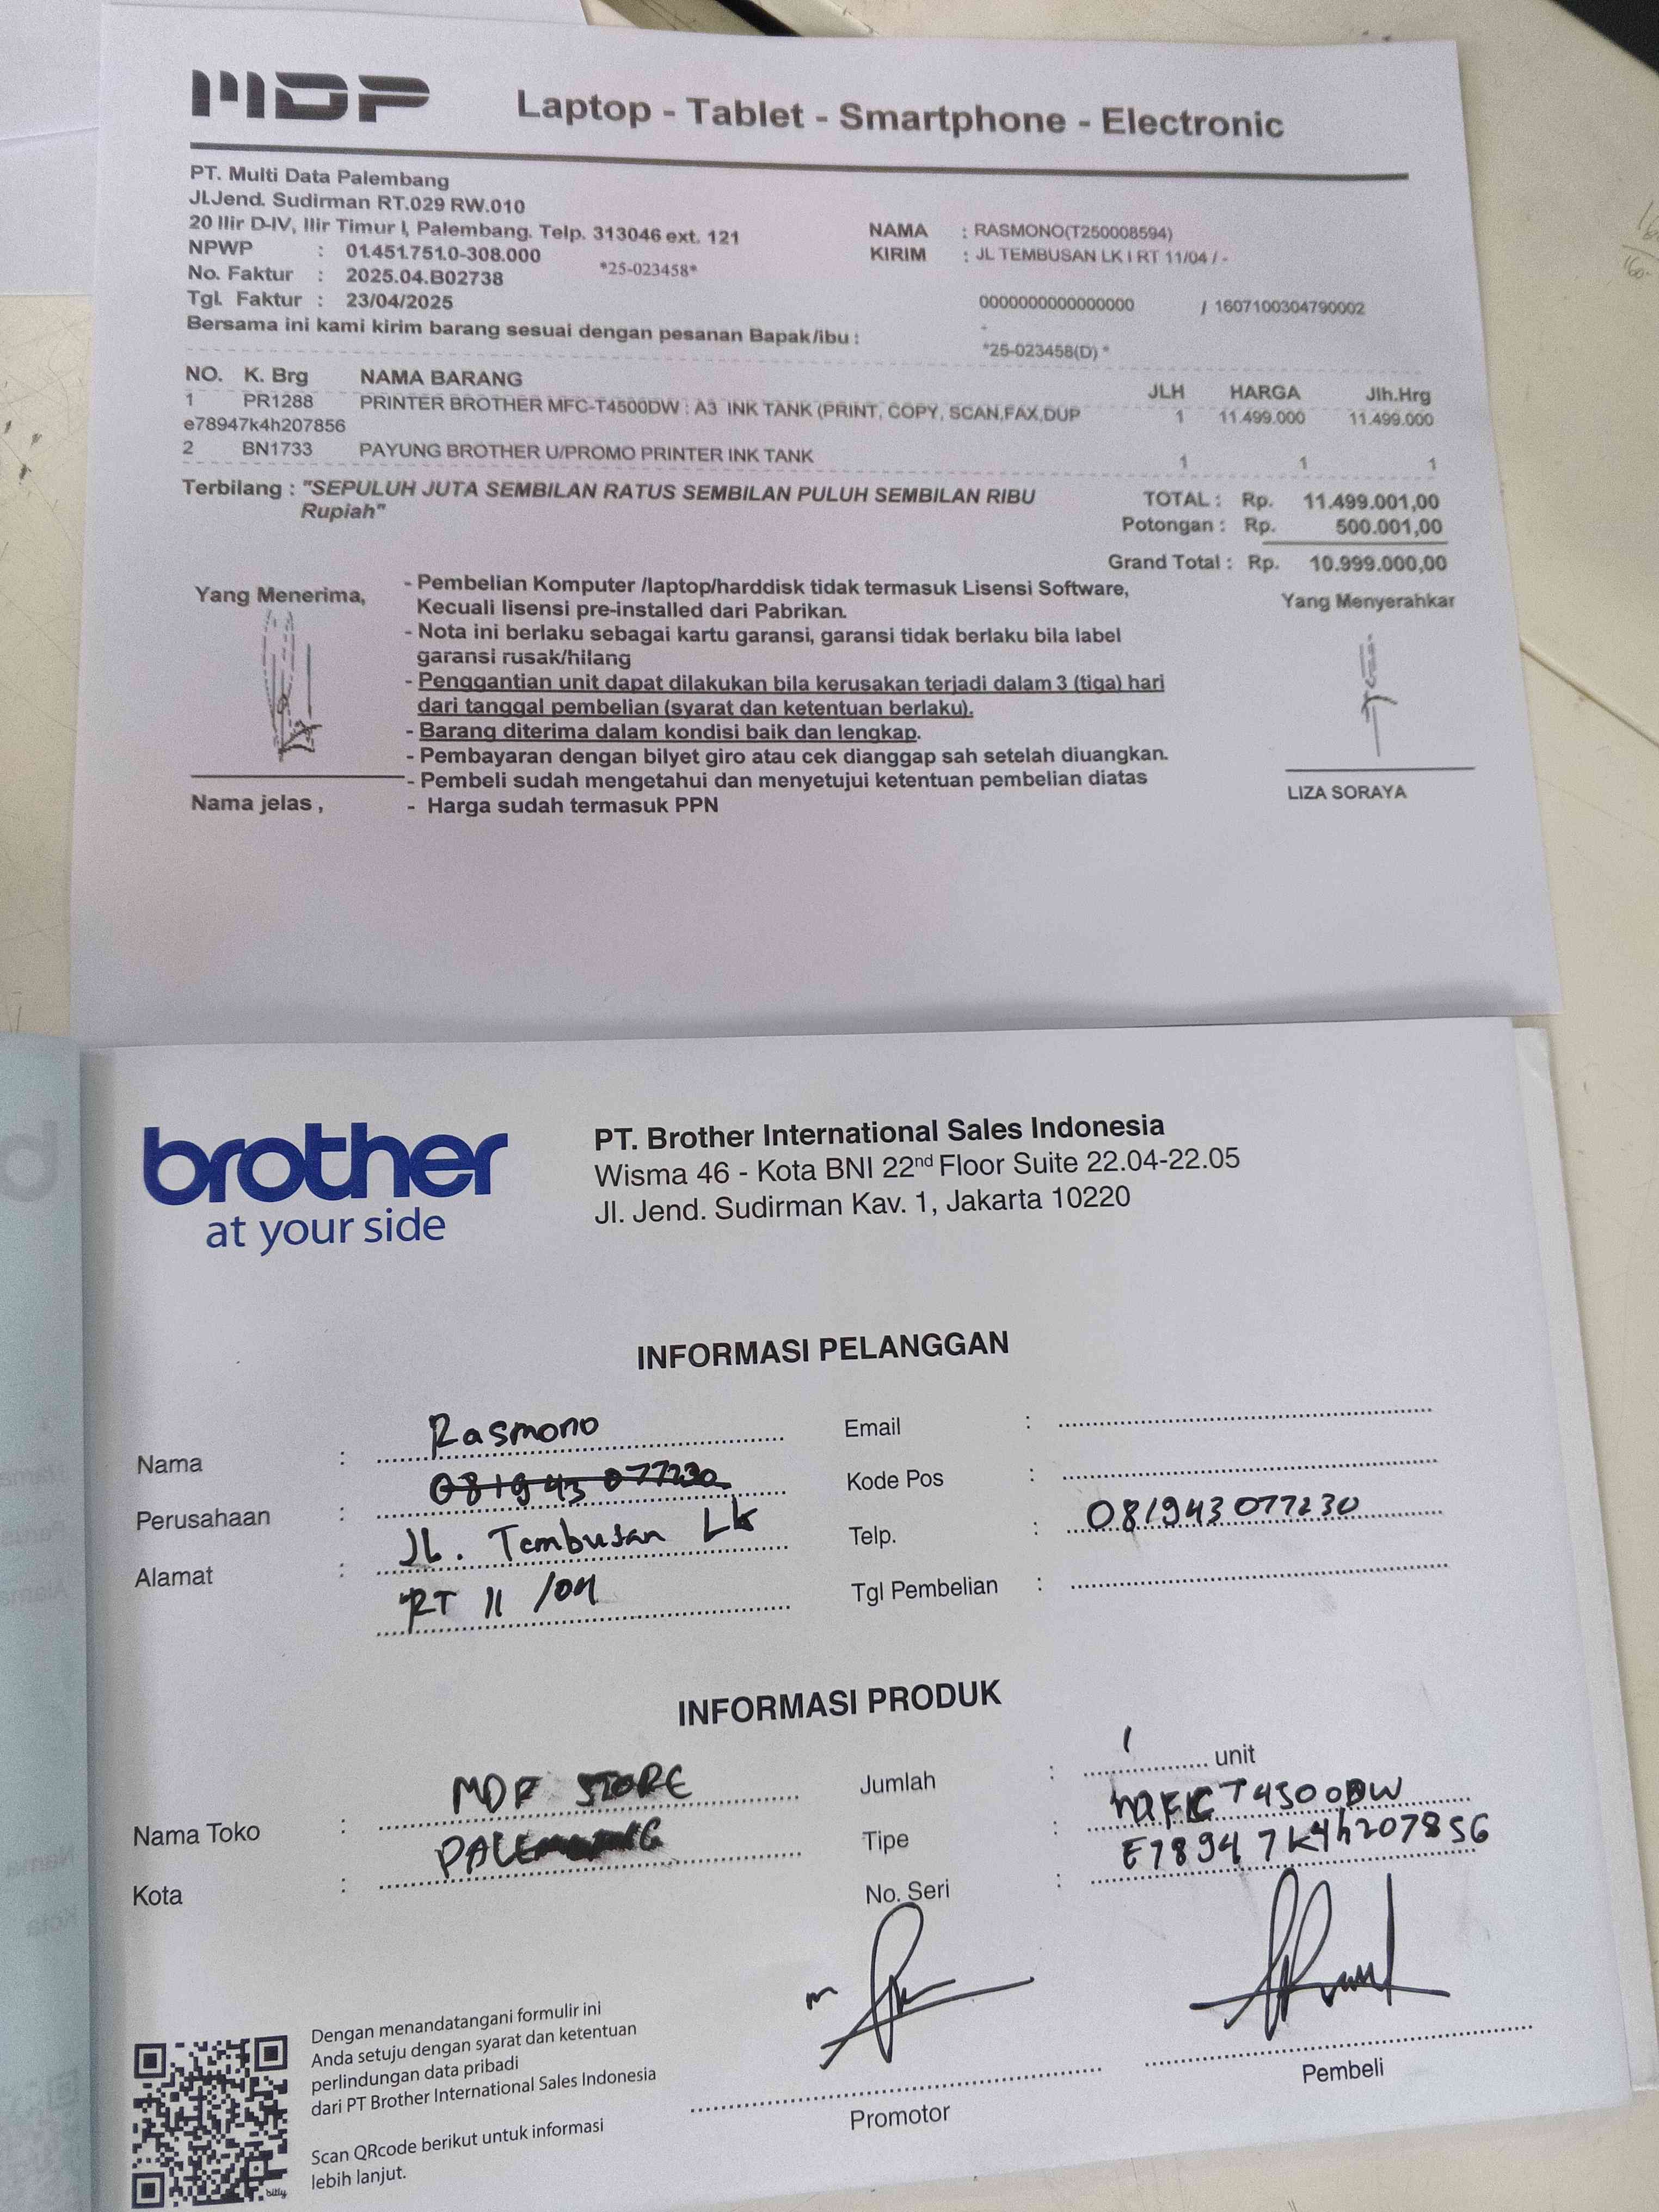 MDP Laptop - Tablet - Smartphone - Electronic
PT. Multi Data Palembang
Jl.Jend. Sudirman RT.029 RW.010
20 Ilir D-IV, Ilir Timur I, Palembang. Telp. 313046 ext. 121
NPWP : 01.451.751.0-308.000
No. Faktur : 2025.04.B02738 *25-023458*
Tgl. Faktur : 23/04/2025
Bersama ini kami kirim barang sesuai dengan pesanan Bapak/ibu :
NAMA : RASMONO(T250008594)
KIRIM : JL TEMBUSAN LK I RT 11/04 / -
0000000000000000 / 1607100304790002
-
*25-023458(D) *
NO. K. Brg NAMA BARANG JLH HARGA Jlh.Hrg
1 PR1288 PRINTER BROTHER MFC-T4500DW : A3 INK TANK (PRINT, COPY, SCAN,FAX,DUP 1 11.499.000 11.499.000
e78947k4h207856
2 BN1733 PAYUNG BROTHER U/PROMO PRINTER INK TANK 1 1 1
Terbilang : "SEPULUH JUTA SEMBILAN RATUS SEMBILAN PULUH SEMBILAN RIBU
Rupiah"
TOTAL : Rp. 11.499.001,00
Potongan : Rp. 500.001,00
Grand Total : Rp. 10.999.000,00
Yang Menerima,
- Pembelian Komputer /laptop/harddisk tidak termasuk Lisensi Software,
Kecuali lisensi pre-installed dari Pabrikan.
- Nota ini berlaku sebagai kartu garansi, garansi tidak berlaku bila label
garansi rusak/hilang
- Penggantian unit dapat dilakukan bila kerusakan terjadi dalam 3 (tiga) hari
dari tanggal pembelian (syarat dan ketentuan berlaku).
- Barang diterima dalam kondisi baik dan lengkap.
- Pembayaran dengan bilyet giro atau cek dianggap sah setelah diuangkan.
- Pembeli sudah mengetahui dan menyetujui ketentuan pembelian diatas
- Harga sudah termasuk PPN
Nama jelas ,
Yang Menyerahkar
LIZA SORAYA
brother
at your side
PT. Brother International Sales Indonesia
Wisma 46 - Kota BNI 22nd Floor Suite 22.04-22.05
Jl. Jend. Sudirman Kav. 1, Jakarta 10220
INFORMASI PELANGGAN
Nama : Rasmono
Perusahaan : 081943077230
Alamat : JL. Tembusan Lk
RT 11 /04
Email :
Kode Pos :
Telp. : 081943077230
Tgl Pembelian :
INFORMASI PRODUK
Nama Toko : MDP STORE
Kota : PALEMBANG
Jumlah : 1 unit
Tipe : MFC T4500DW
No. Seri : E78947K4h207856
Dengan menandatangani formulir ini
Anda setuju dengan syarat dan ketentuan
perlindungan data pribadi
dari PT Brother International Sales Indonesia
Scan QRcode berikut untuk informasi
lebih lanjut.
bitly
Promotor
Pembeli